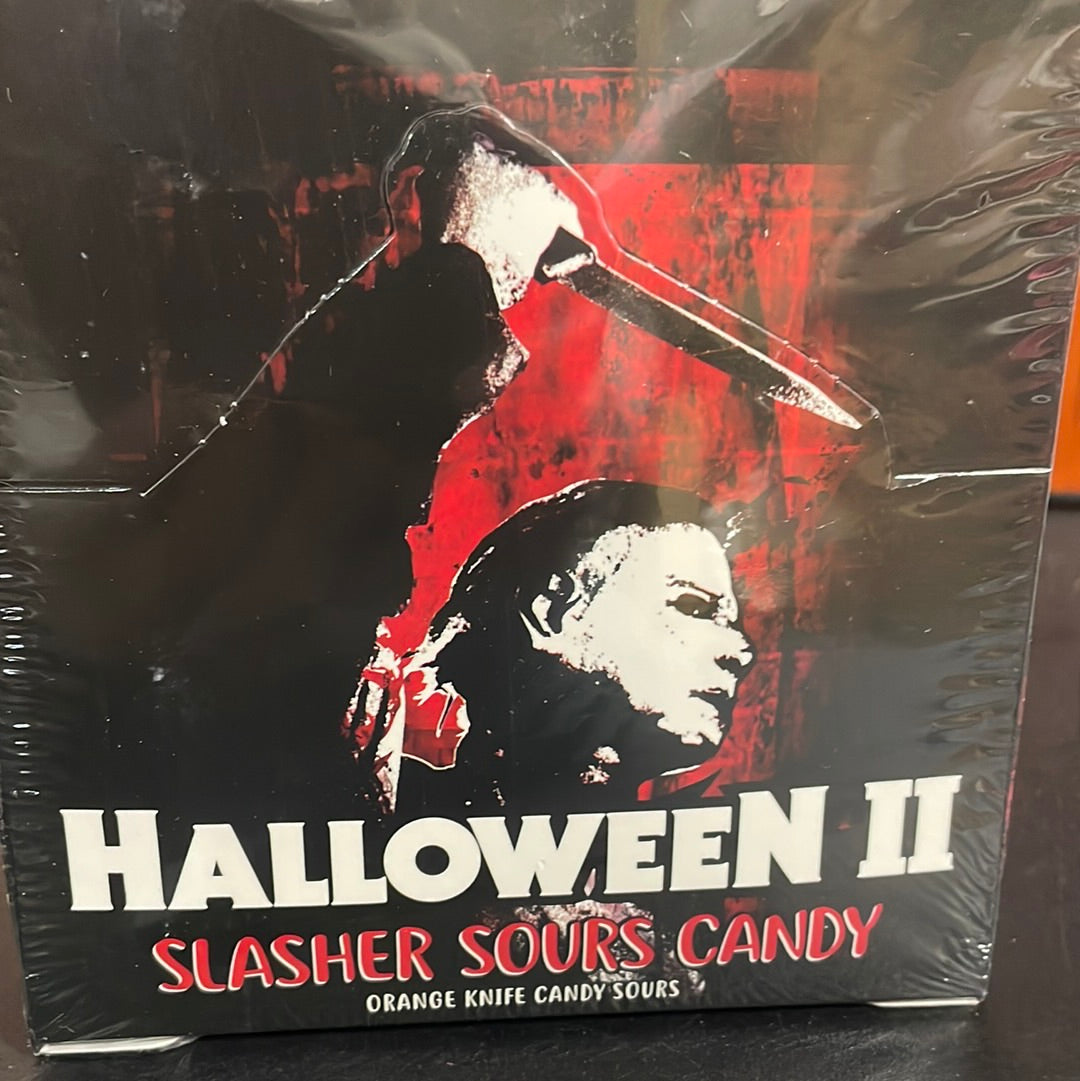 HALLOWEEN II
SLASHER SOURS CANDY
ORANGE KNIFE CANDY SOURS